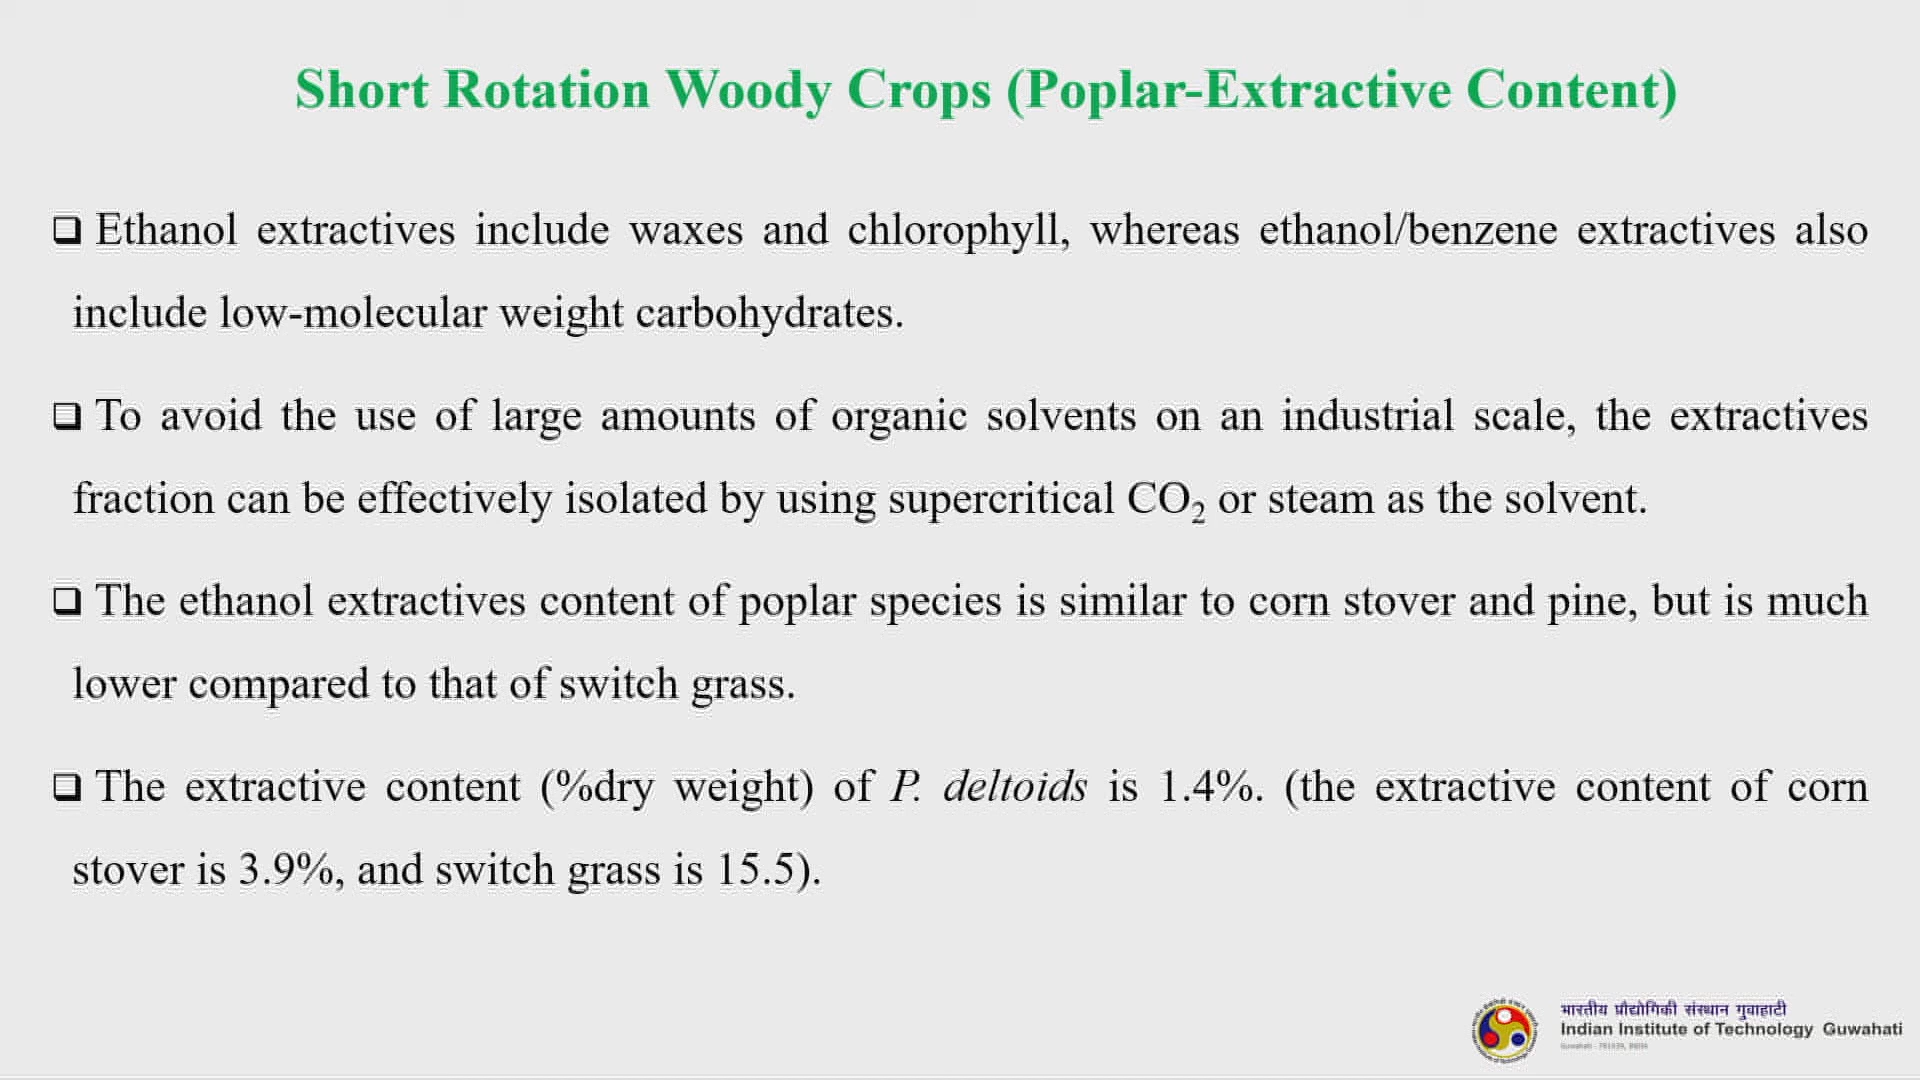 Short Rotation Woody Crops (Poplar-Extractive Content)
❑ Ethanol extractives include waxes and chlorophyll, whereas ethanol/benzene extractives also
include low-molecular weight carbohydrates.
❑ To avoid the use of large amounts of organic solvents on an industrial scale, the extractives
fraction can be effectively isolated by using supercritical CO₂ or steam as the solvent.
❑ The ethanol extractives content of poplar species is similar to corn stover and pine, but is much
lower compared to that of switch grass.
❑ The extractive content (%dry weight) of P. deltoids is 1.4%. (the extractive content of corn
stover is 3.9%, and switch grass is 15.5).
भारतीय प्रौद्योगिकी संस्थान गुवाहाटी
Indian Institute of Technology Guwahati
Guwahati - 781039, INDIA